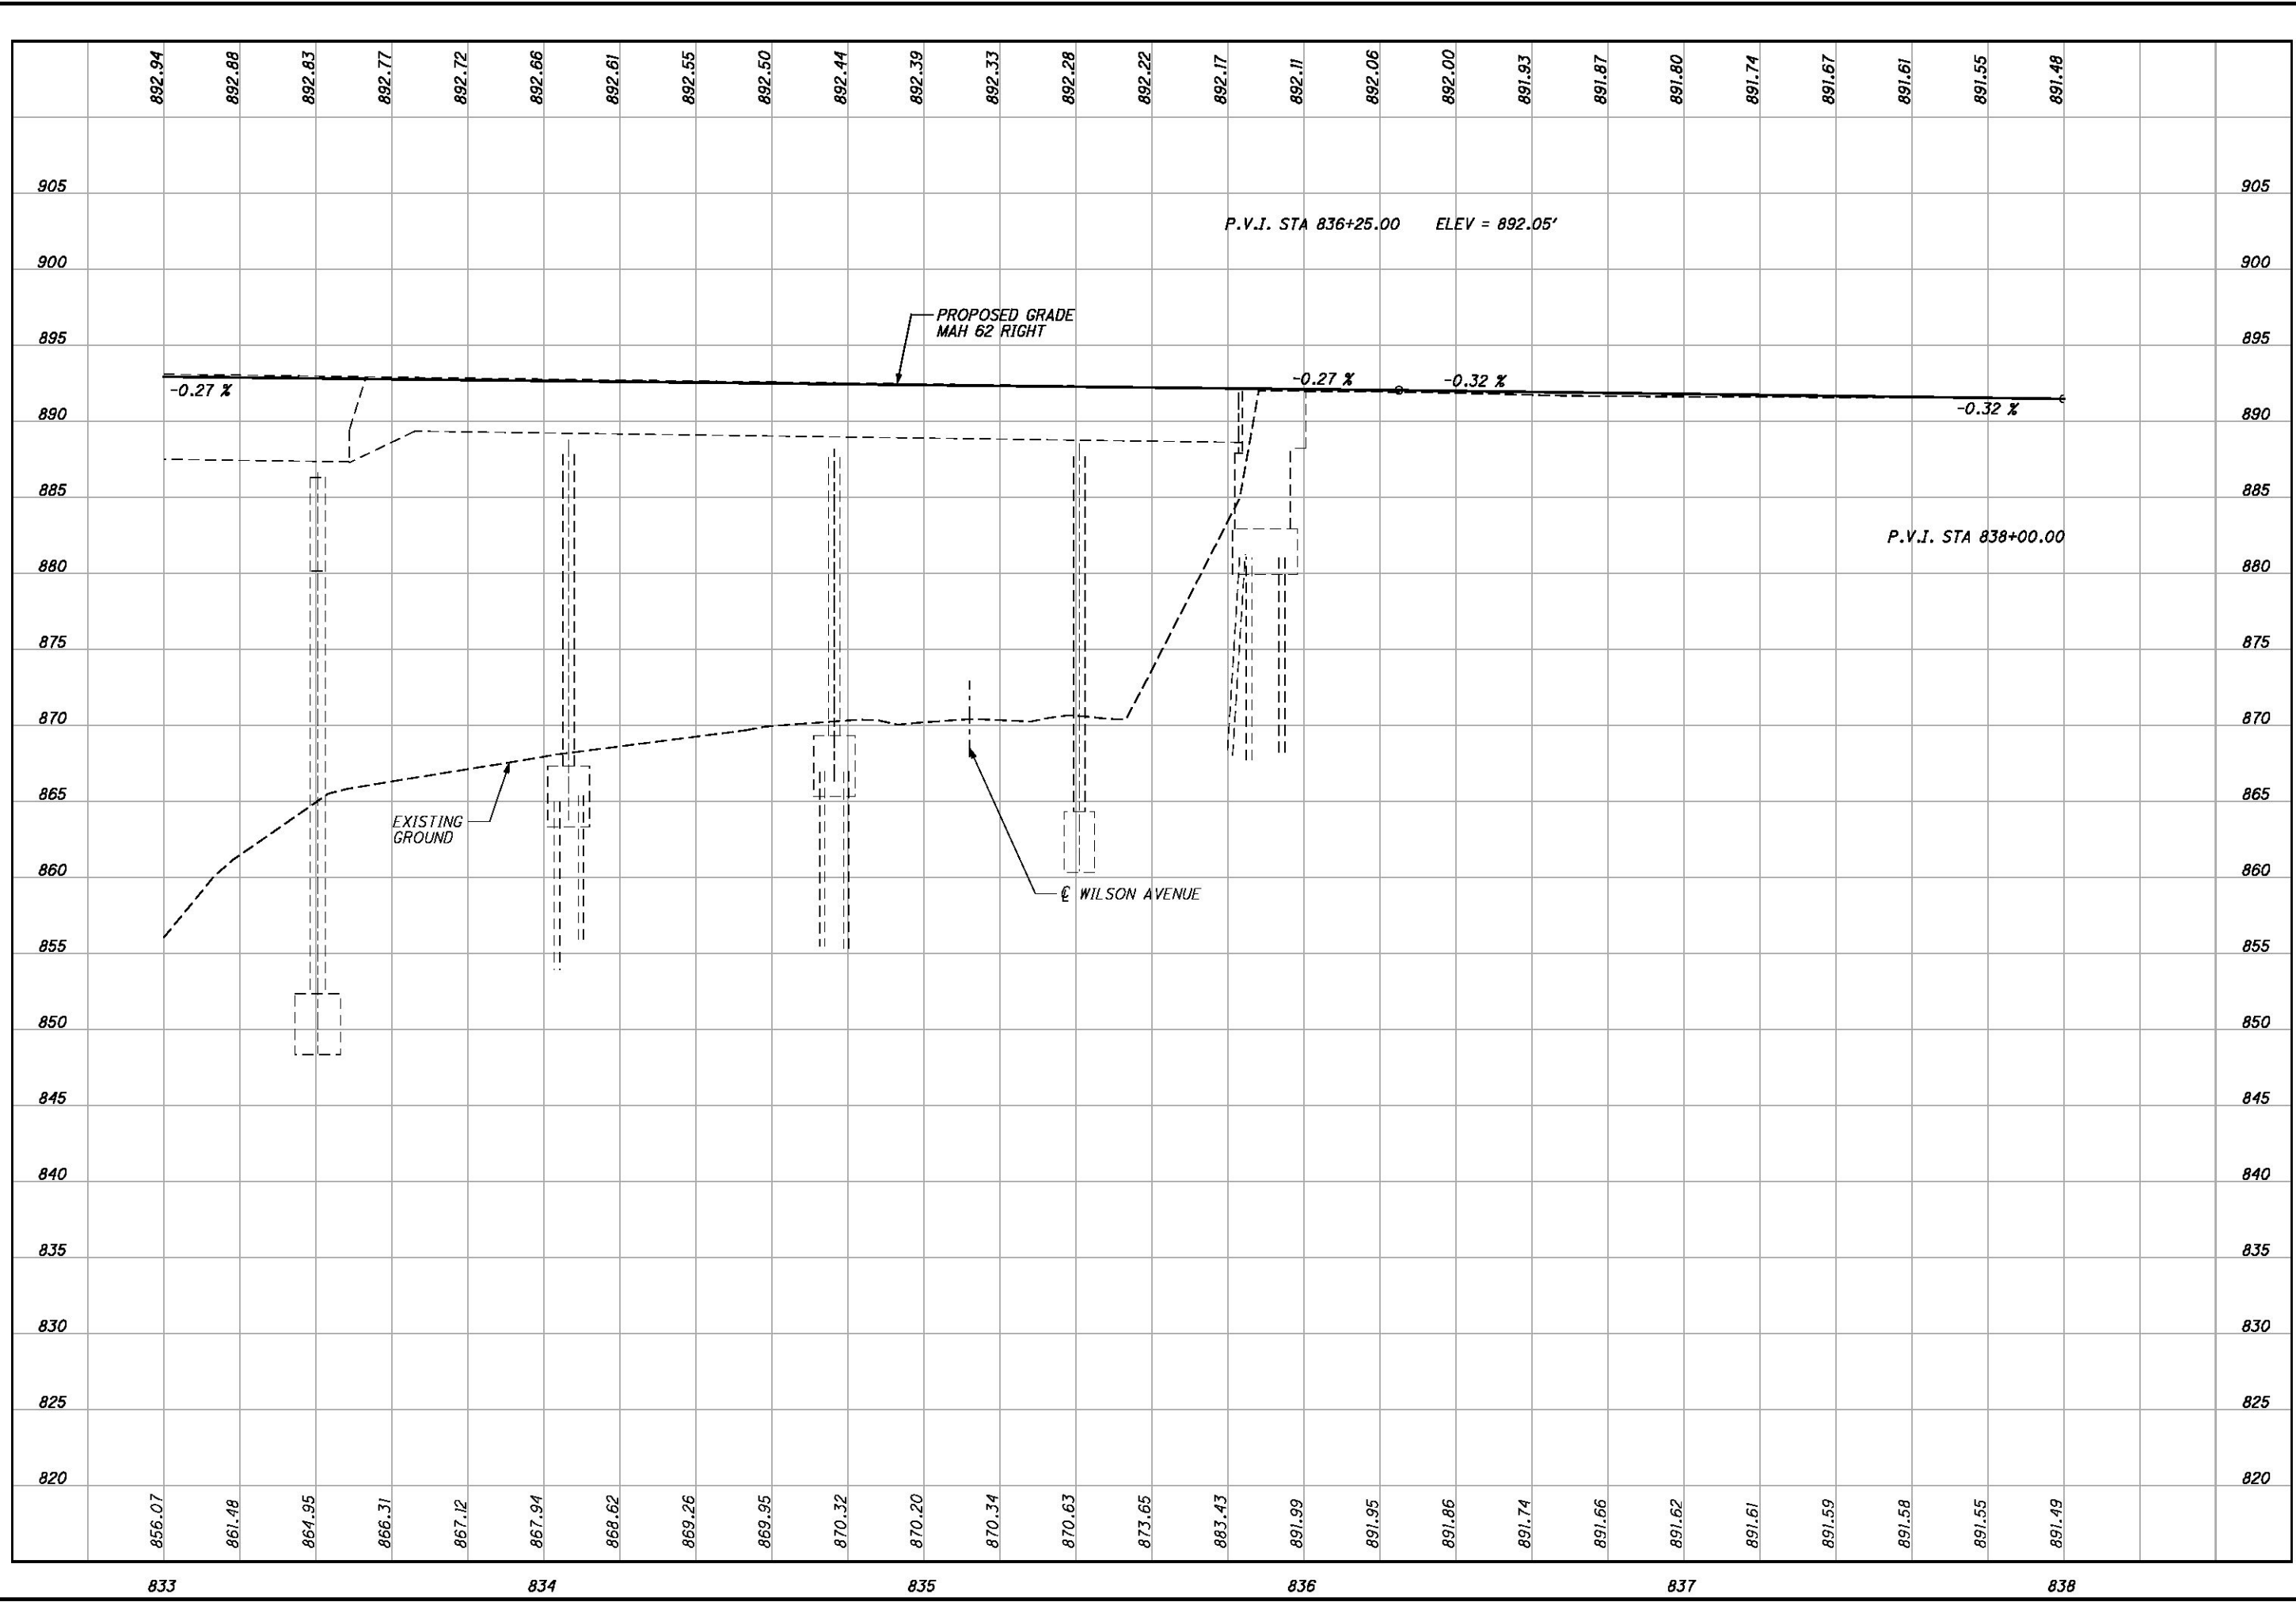 892.94 892.88 892.83 892.77 892.72 892.66 892.61 892.55 892.50 892.44 892.39 892.33 892.28 892.22 892.17 892.11 892.06 892.00 891.93 891.87 891.80 891.74 891.67 891.61 891.55 891.48
905 905
P.V.I. STA 836+25.00 ELEV = 892.05'
900 900
PROPOSED GRADE
MAH 62 RIGHT
895 895
-0.27 % -0.27 % -0.32 % -0.32 %
890 890
885 885
P.V.I. STA 838+00.00
880 880
875 875
870 870
865 865
EXISTING
GROUND
860 860
℄ WILSON AVENUE
855 855
850 850
845 845
840 840
835 835
830 830
825 825
820 820
856.07 861.48 864.95 866.31 867.12 867.94 868.62 869.26 869.95 870.32 870.20 870.34 870.63 873.65 883.43 891.99 891.95 891.86 891.74 891.66 891.62 891.61 891.59 891.58 891.55 891.49
833 834 835 836 837 838